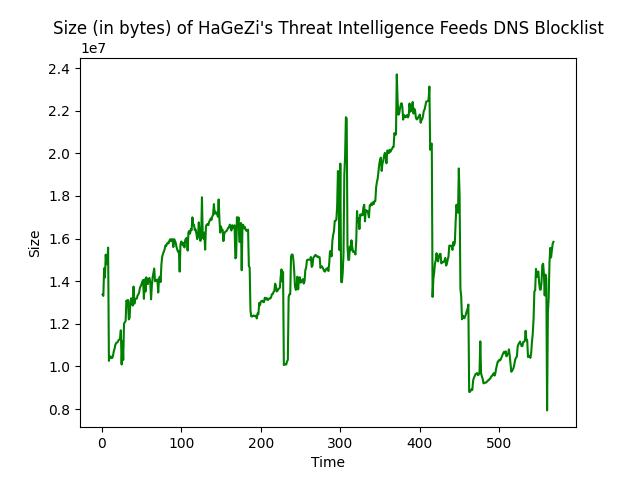 Size (in bytes) of HaGeZi's Threat Intelligence Feeds DNS Blocklist
1e7
2.4
2.2
2.0
1.8
1.6
1.4
1.2
1.0
0.8
Size
0 100 200 300 400 500
Time